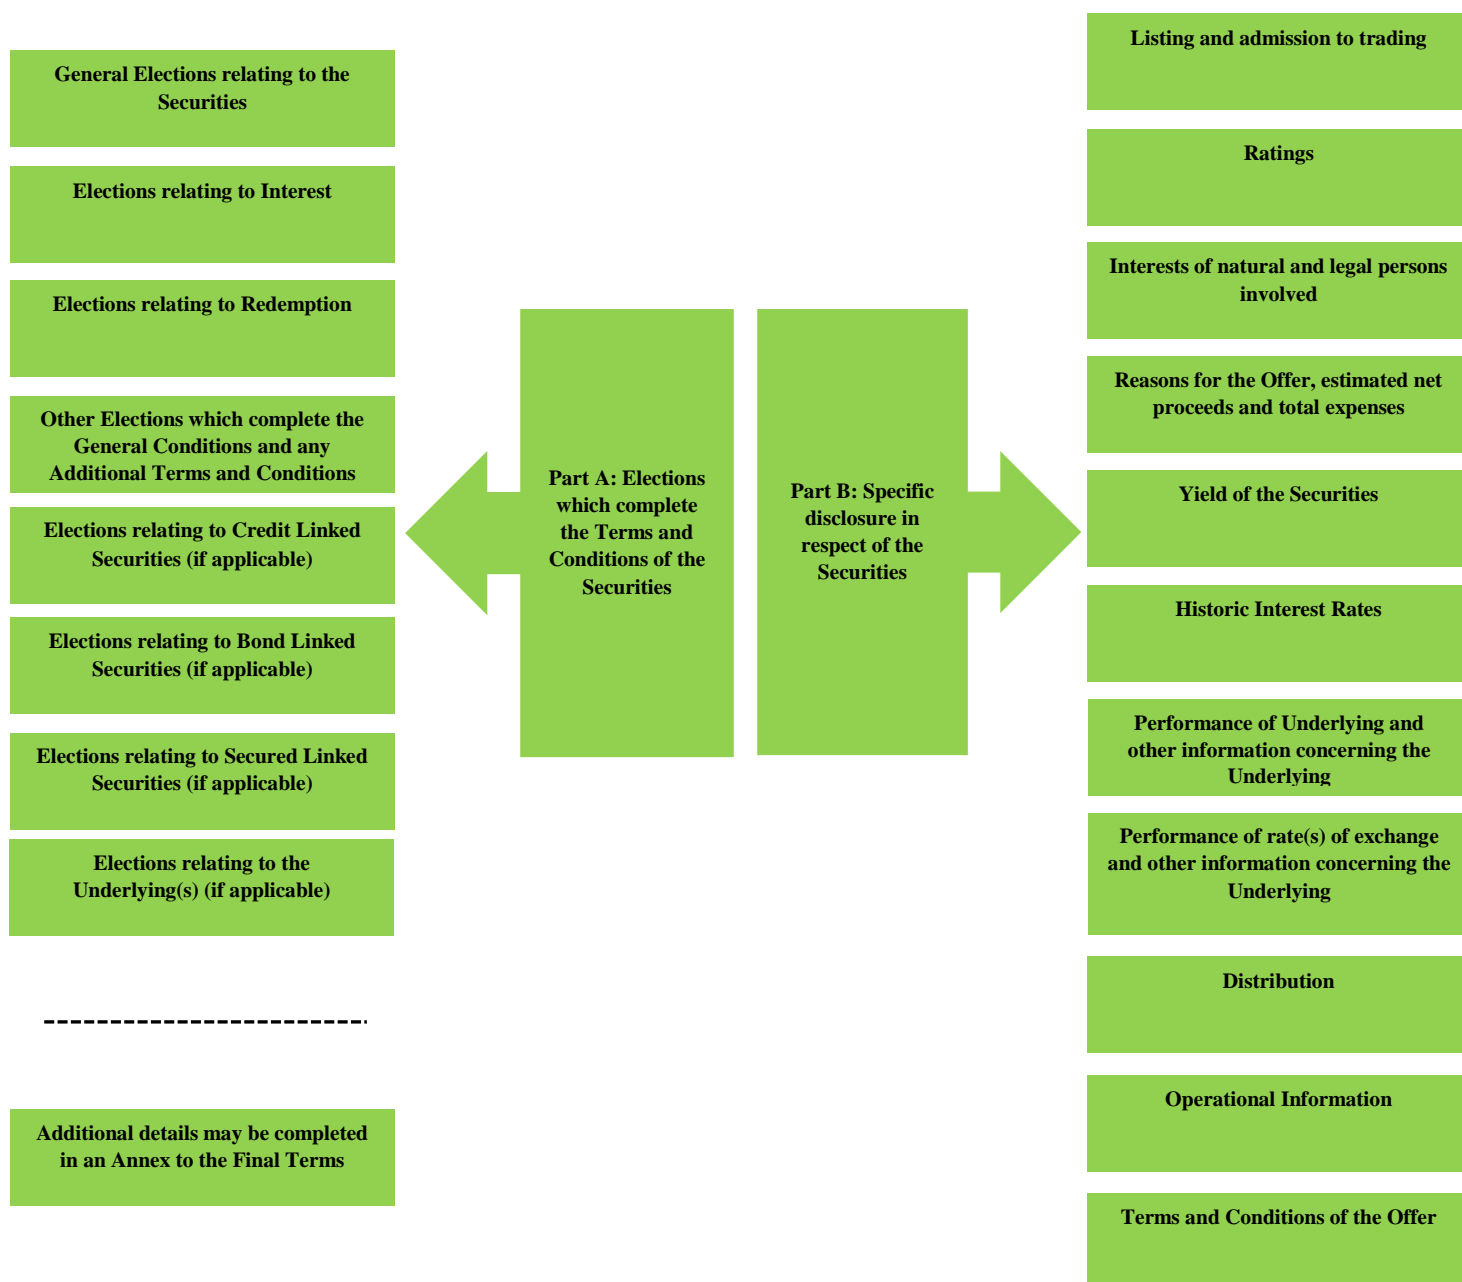 General Elections relating to the
Securities
Elections relating to Interest
Elections relating to Redemption
Other Elections which complete the
General Conditions and any
Additional Terms and Conditions
Elections relating to Credit Linked
Securities (if applicable)
Elections relating to Bond Linked
Securities (if applicable)
Elections relating to Secured Linked
Securities (if applicable)
Elections relating to the
Underlying(s) (if applicable)
Additional details may be completed
in an Annex to the Final Terms
Part A: Elections
which complete
the Terms and
Conditions of the
Securities
Part B: Specific
disclosure in
respect of the
Securities
Listing and admission to trading
Ratings
Interests of natural and legal persons
involved
Reasons for the Offer, estimated net
proceeds and total expenses
Yield of the Securities
Historic Interest Rates
Performance of Underlying and
other information concerning the
Underlying
Performance of rate(s) of exchange
and other information concerning the
Underlying
Distribution
Operational Information
Terms and Conditions of the Offer